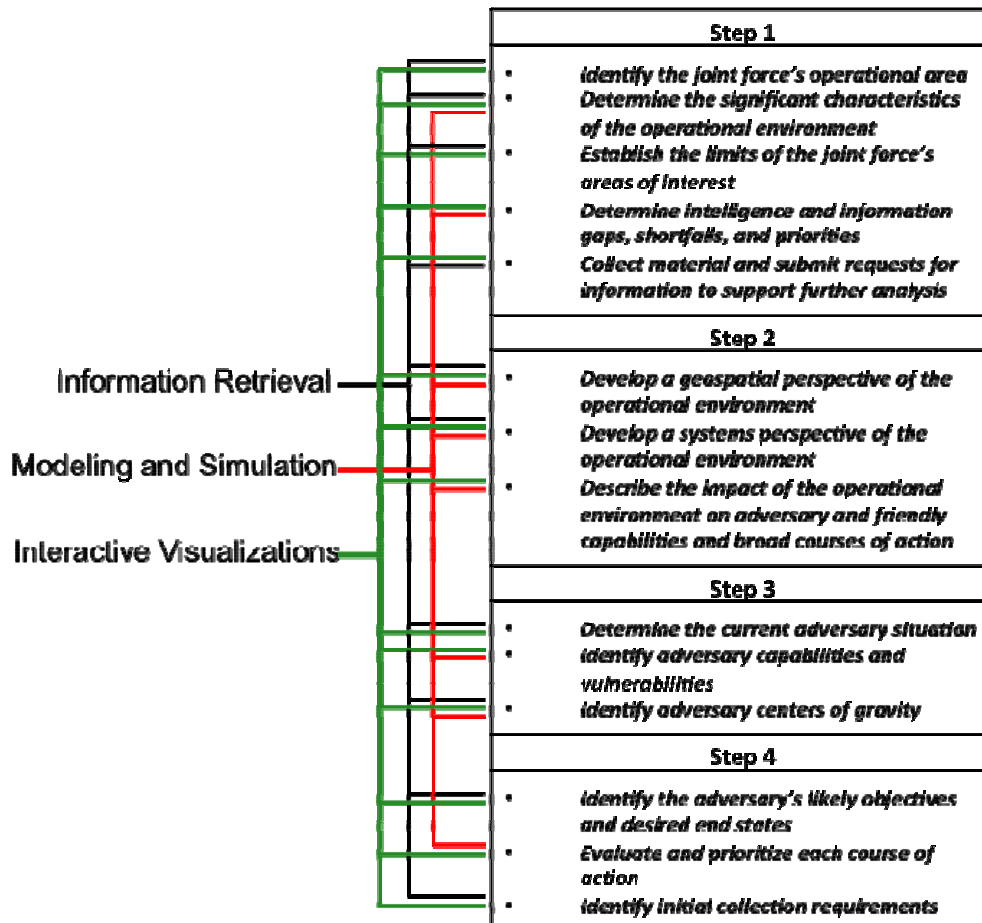 Step 1
• Identify the joint force's operational area
• Determine the significant characteristics
of the operational environment
• Establish the limits of the joint force's
areas of interest
• Determine intelligence and information
gaps, shortfalls, and priorities
• Collect material and submit requests for
information to support further analysis
Step 2
Information Retrieval
• Develop a geospatial perspective of the
operational environment
• Develop a systems perspective of the
operational environment
Modeling and Simulation
• Describe the impact of the operational
environment on adversary and friendly
capabilities and broad courses of action
Interactive Visualizations
Step 3
• Determine the current adversary situation
• Identify adversary capabilities and
vulnerabilities
• Identify adversary centers of gravity
Step 4
• Identify the adversary's likely objectives
and desired end states
• Evaluate and prioritize each course of
action
• Identify initial collection requirements